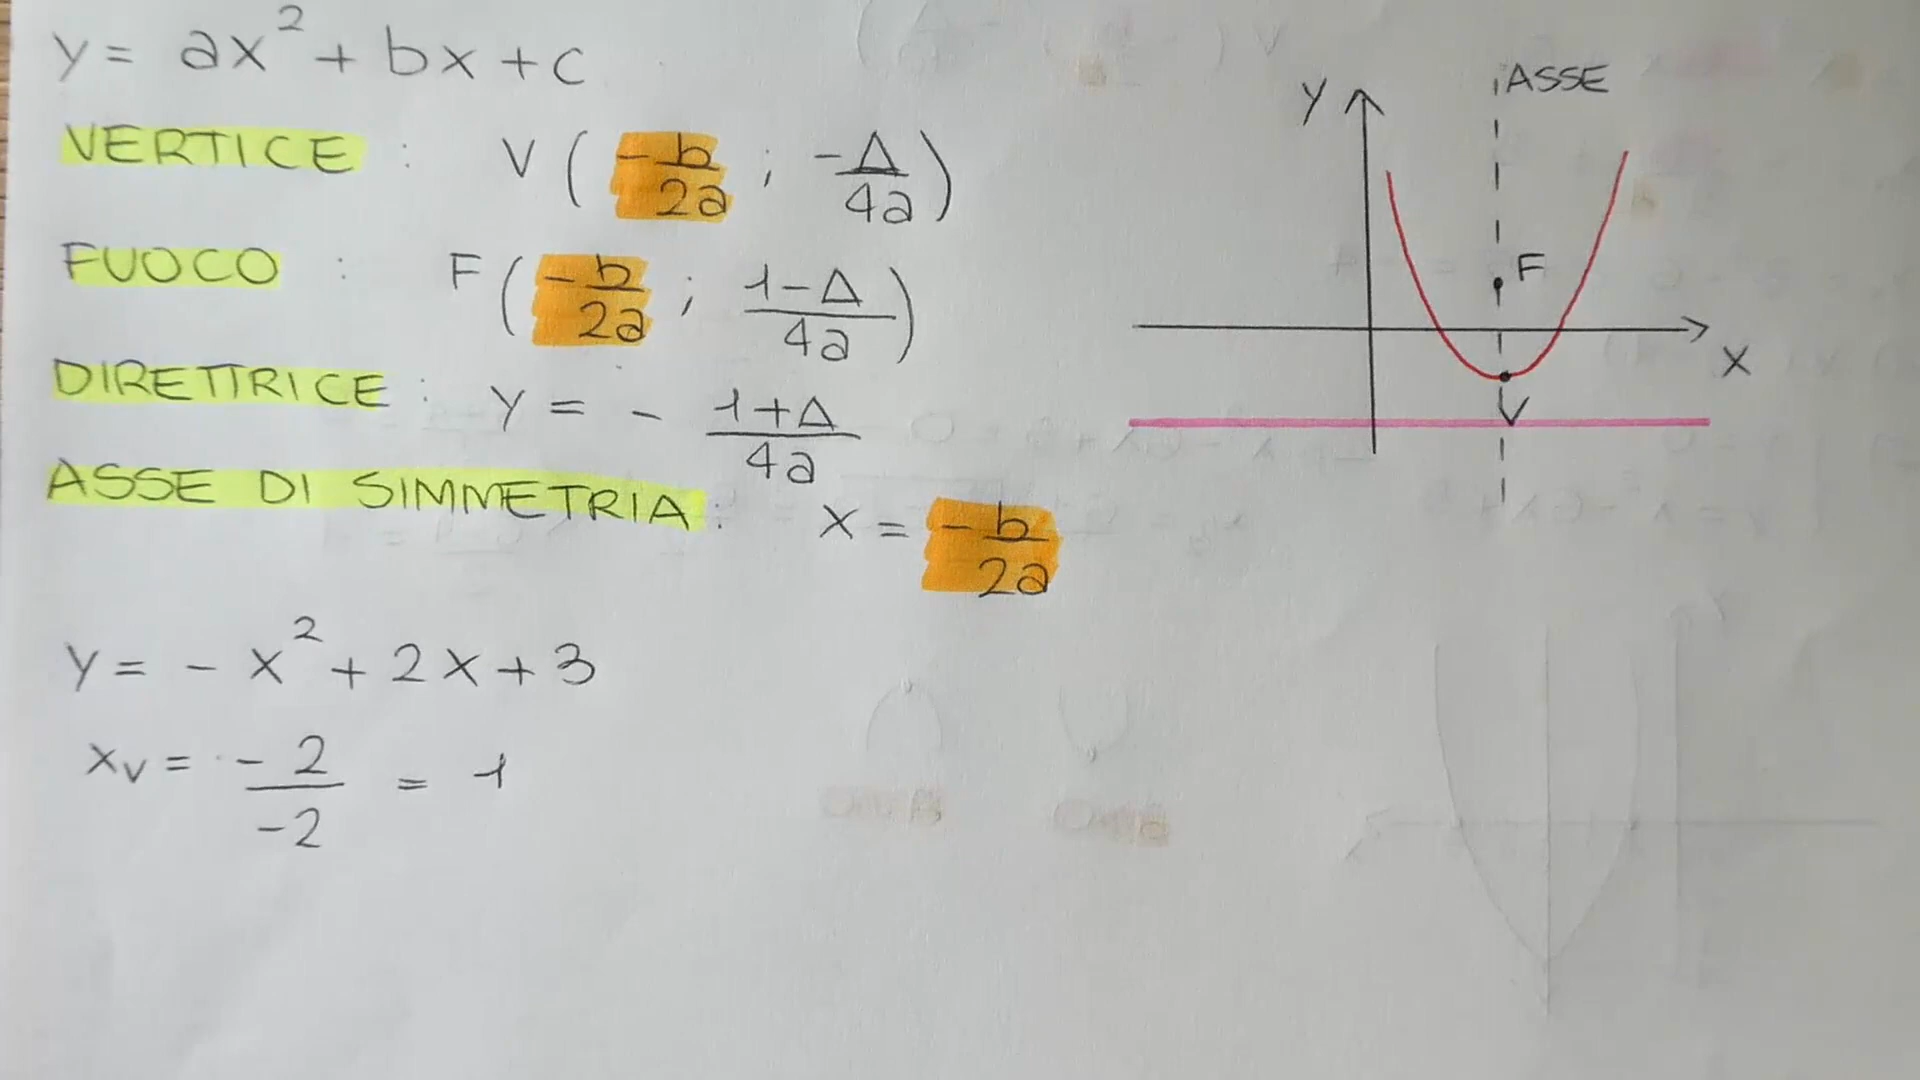 y = ax² + bx + c
VERTICE : V ( -b/2a ; -Δ/4a )
FUOCO : F ( -b/2a ; 1-Δ/4a )
DIRETTRICE : y = - 1+Δ/4a
ASSE DI SIMMETRIA : x = -b/2a
y = - x² + 2x + 3
xv = -2/-2 = 1
ASSE
y
F
x
V